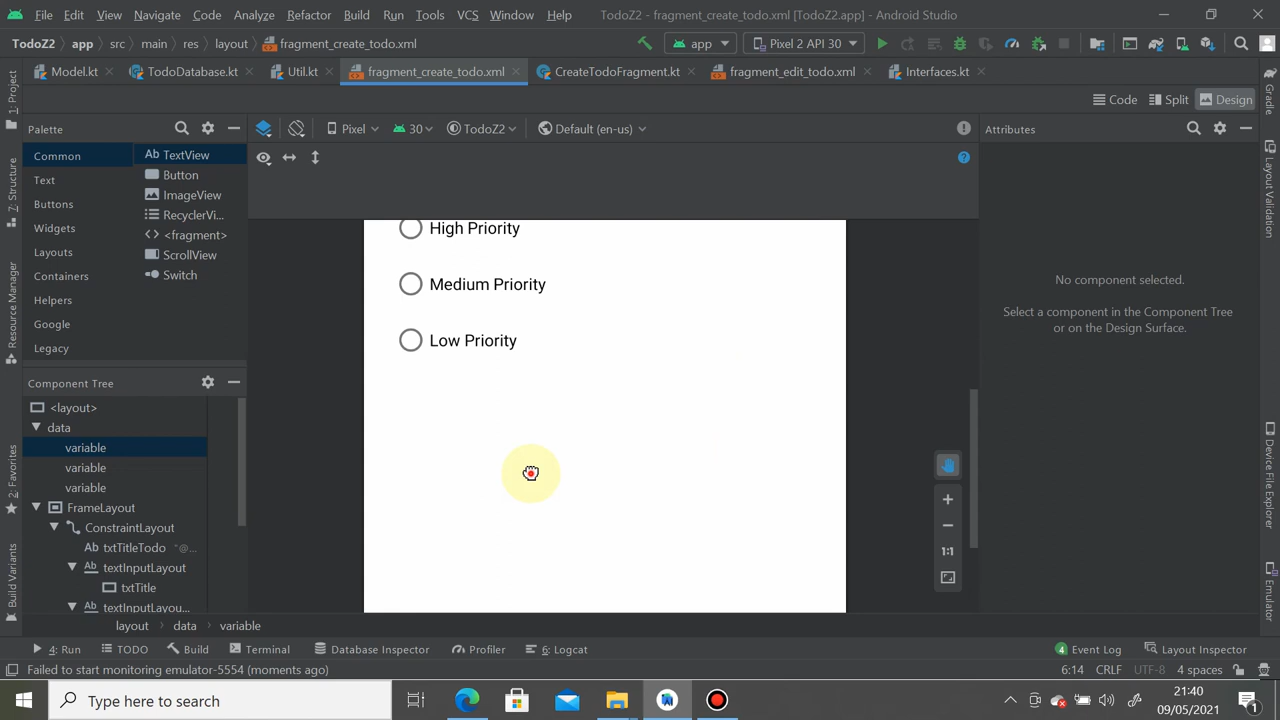 File Edit View Navigate Code Analyze Refactor Build Run Tools VCS Window Help TodoZ2 - fragment_create_todo.xml [TodoZ2.app] - Android Studio
TodoZ2 app src main res layout fragment_create_todo.xml app Pixel 2 API 30
Model.kt TodoDatabase.kt Util.kt fragment_create_todo.xml CreateTodoFragment.kt fragment_edit_todo.xml Interfaces.kt
Code Split Design
Palette Pixel 30 TodoZ2 Default (en-us) Attributes
Common
Text
Buttons
Widgets
Layouts
Containers
Helpers
Google
Legacy
Ab TextView
Button
ImageView
RecyclerVi...
<fragment>
ScrollView
Switch
High Priority
Medium Priority
Low Priority
No component selected.
Select a component in the Component Tree
or on the Design Surface.
Component Tree
<layout>
data
variable
variable
variable
FrameLayout
ConstraintLayout
Ab txtTitleTodo "@...
Ab textInputLayout
txtTitle
Ab textInputLayou...
1:1
1: Project
7: Structure
Resource Manager
2: Favorites
Build Variants
Gradle
Layout Validation
Device File Explorer
Emulator
layout data variable
4: Run TODO Build Terminal Database Inspector Profiler 6: Logcat 4 Event Log Layout Inspector
Failed to start monitoring emulator-5554 (moments ago) 6:14 CRLF UTF-8 4 spaces
Type here to search
21:40
09/05/2021
1